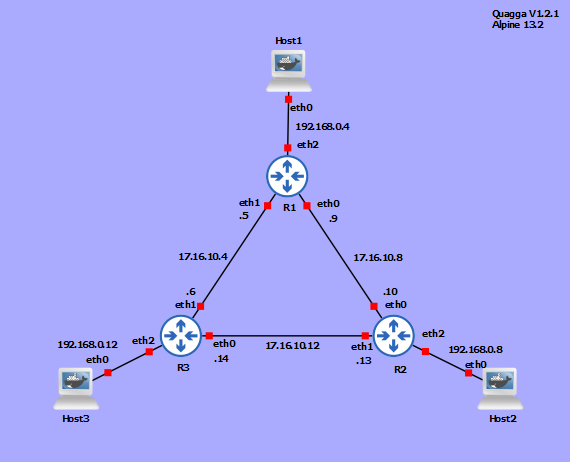 Quagga V1.2.1
Alpine 13.2
Host1
eth0
192.168.0.4
eth2
eth1
eth0
.5
R1
.9
17.16.10.4
17.16.10.8
.6
.10
eth1
eth0
192.168.0.12
eth2
eth0
17.16.10.12
eth1
eth2
192.168.0.8
eth0
.14
.13
eth0
R3
R2
Host3
Host2